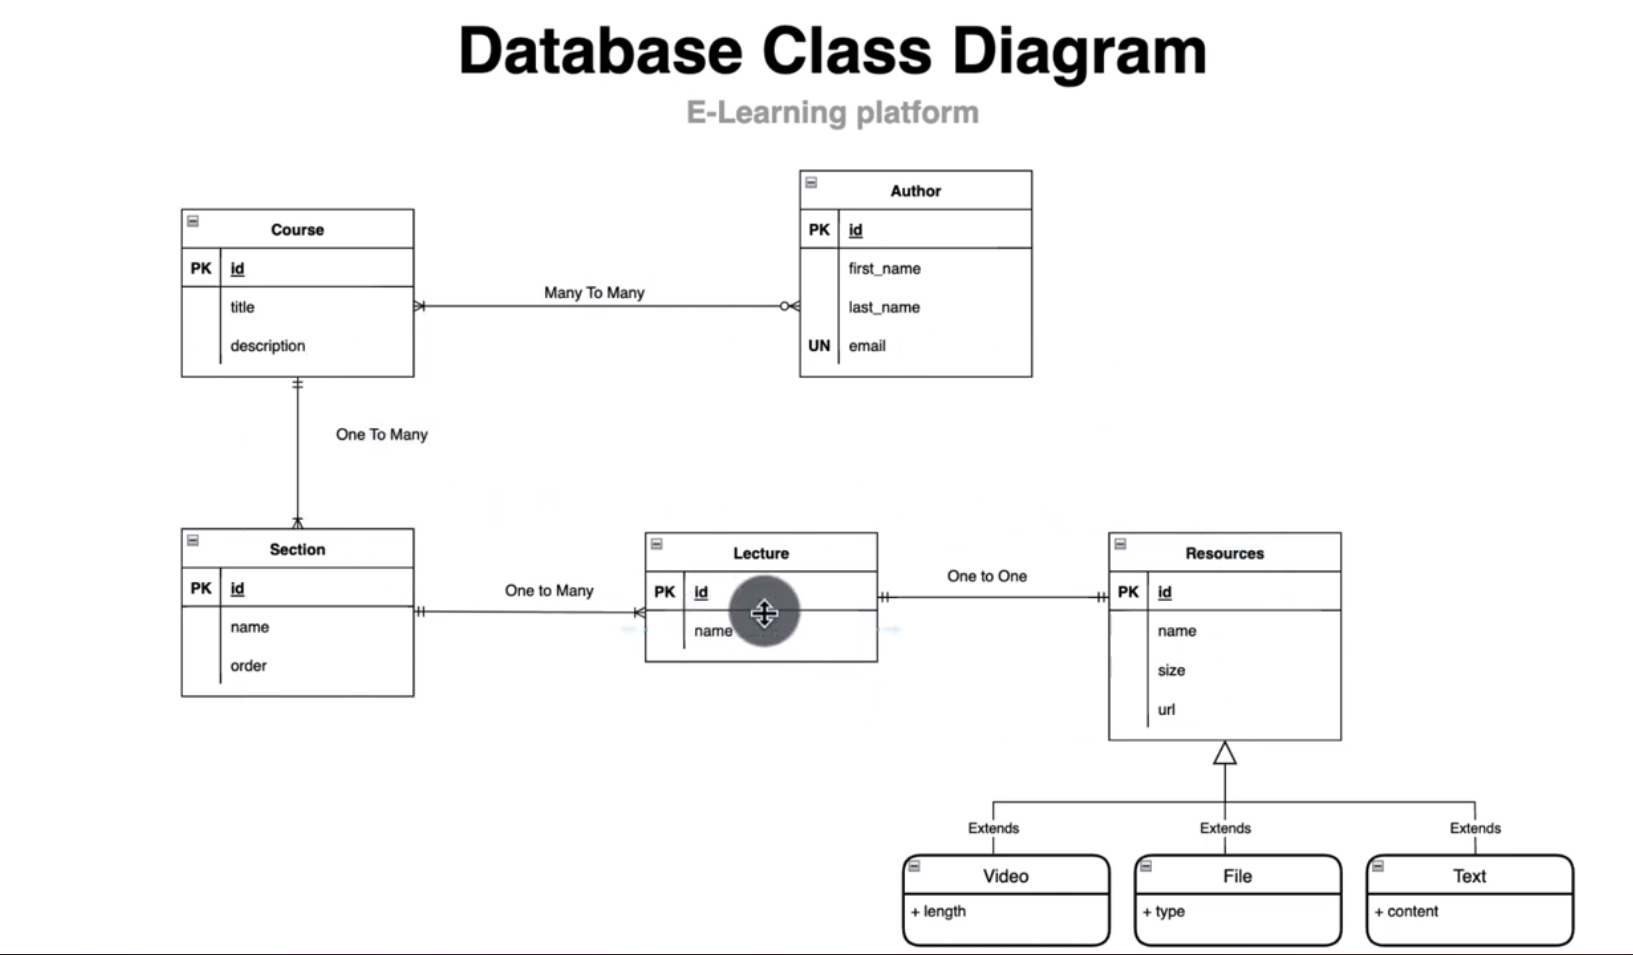 Database Class Diagram
E-Learning platform
Course
PK id
title
description
Many To Many
Author
PK id
first_name
last_name
UN email
One To Many
Section
PK id
name
order
One to Many
Lecture
PK id
name
One to One
Resources
PK id
name
size
url
Extends
Extends
Extends
Video
+ length
File
+ type
Text
+ content